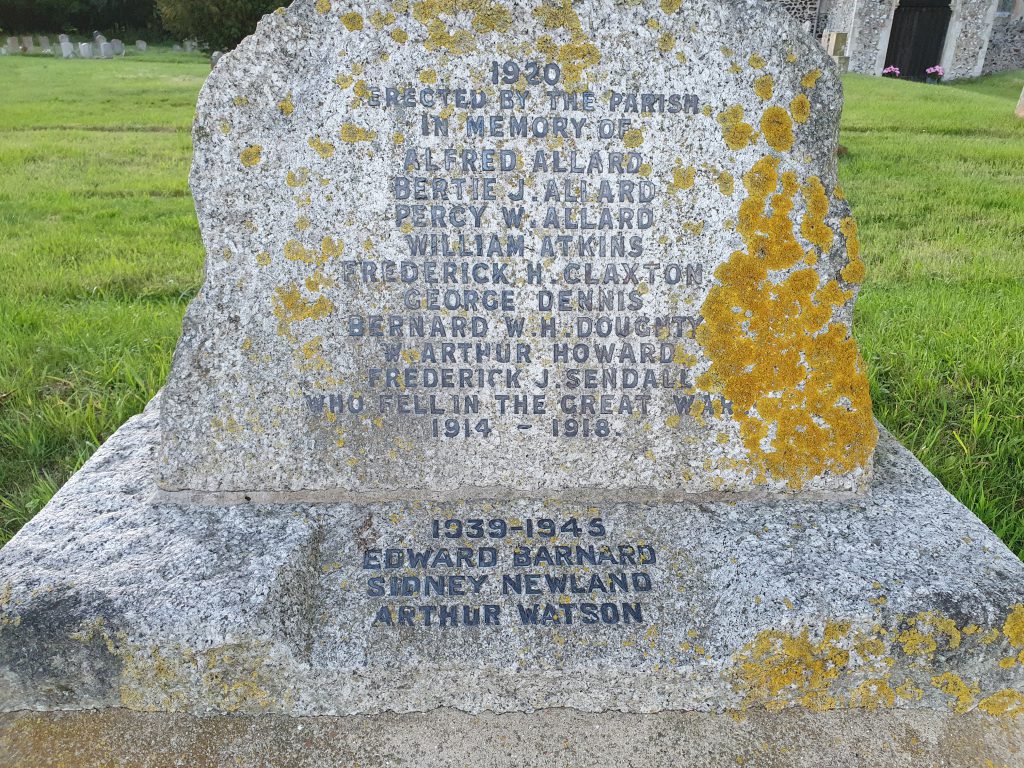 1920
ERECTED BY THE PARISH
IN MEMORY OF
ALFRED ALLARD
BERTIE J. ALLARD
PERCY W. ALLARD
WILLIAM ATKINS
FREDERICK H. CLAXTON
GEORGE DENNIS
BERNARD W. H. DOUGHTY
W. ARTHUR HOWARD
FREDERICK J. SENDALL
WHO FELL IN THE GREAT WAR
1914 - 1918.
1939-1945
EDWARD BARNARD
SIDNEY NEWLAND
ARTHUR WATSON